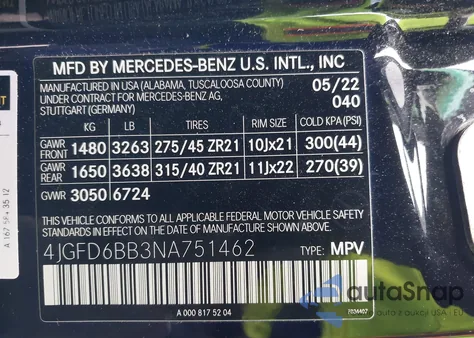 MFD BY MERCEDES-BENZ U.S. INTL., INC
MANUFACTURED IN USA (ALABAMA, TUSCALOOSA COUNTY) 05/22
UNDER CONTRACT FOR MERCEDES-BENZ AG, 040
STUTTGART (GERMANY)
KG LB TIRES RIM SIZE COLD KPA (PSI)
GAWR FRONT 1480 3263 275/45 ZR21 10Jx21 300(44)
GAWR REAR 1650 3638 315/40 ZR21 11Jx22 270(39)
GVWR 3050 6724
THIS VEHICLE CONFORMS TO ALL APPLICABLE FEDERAL MOTOR VEHICLE SAFETY
STANDARDS IN EFFECT ON THE DATE OF MANUFACTURE SHOWN ABOVE.
4JGFD6BB3NA751462 TYPE: MPV
A 000 817 52 04
autoSnap
auta z aukcji USA i EU